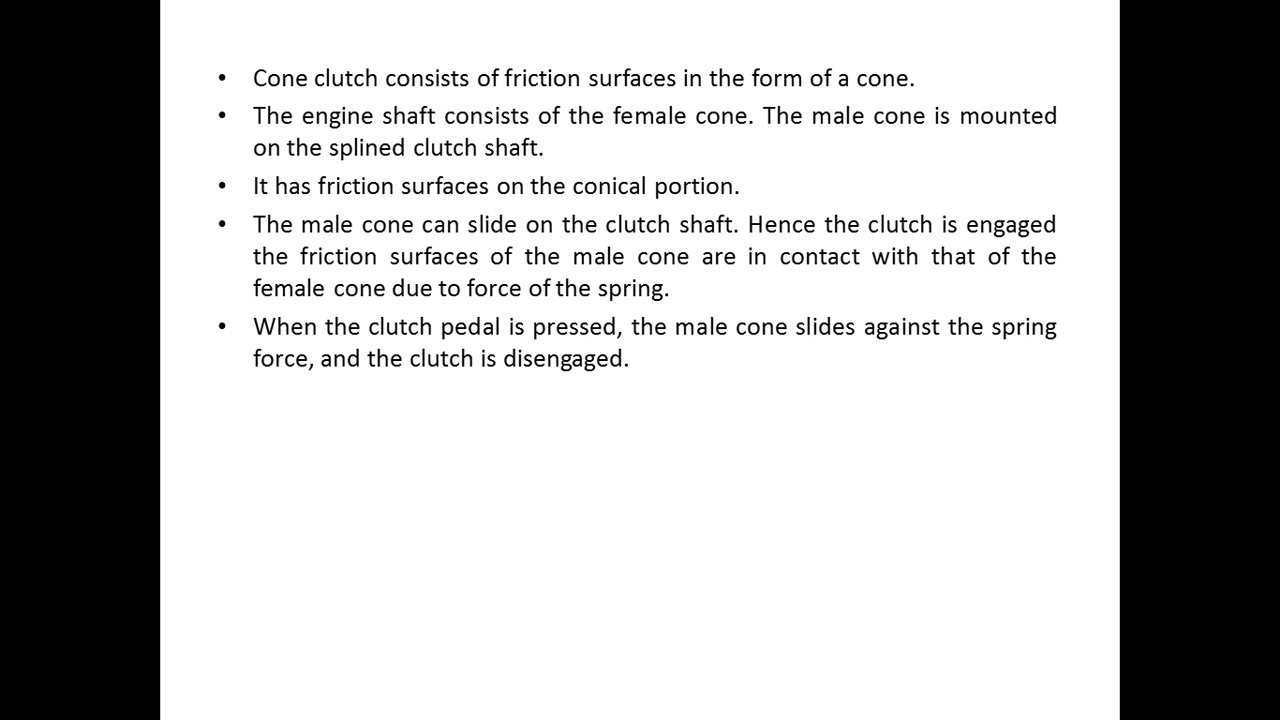 • Cone clutch consists of friction surfaces in the form of a cone.
• The engine shaft consists of the female cone. The male cone is mounted
on the splined clutch shaft.
• It has friction surfaces on the conical portion.
• The male cone can slide on the clutch shaft. Hence the clutch is engaged
the friction surfaces of the male cone are in contact with that of the
female cone due to force of the spring.
• When the clutch pedal is pressed, the male cone slides against the spring
force, and the clutch is disengaged.